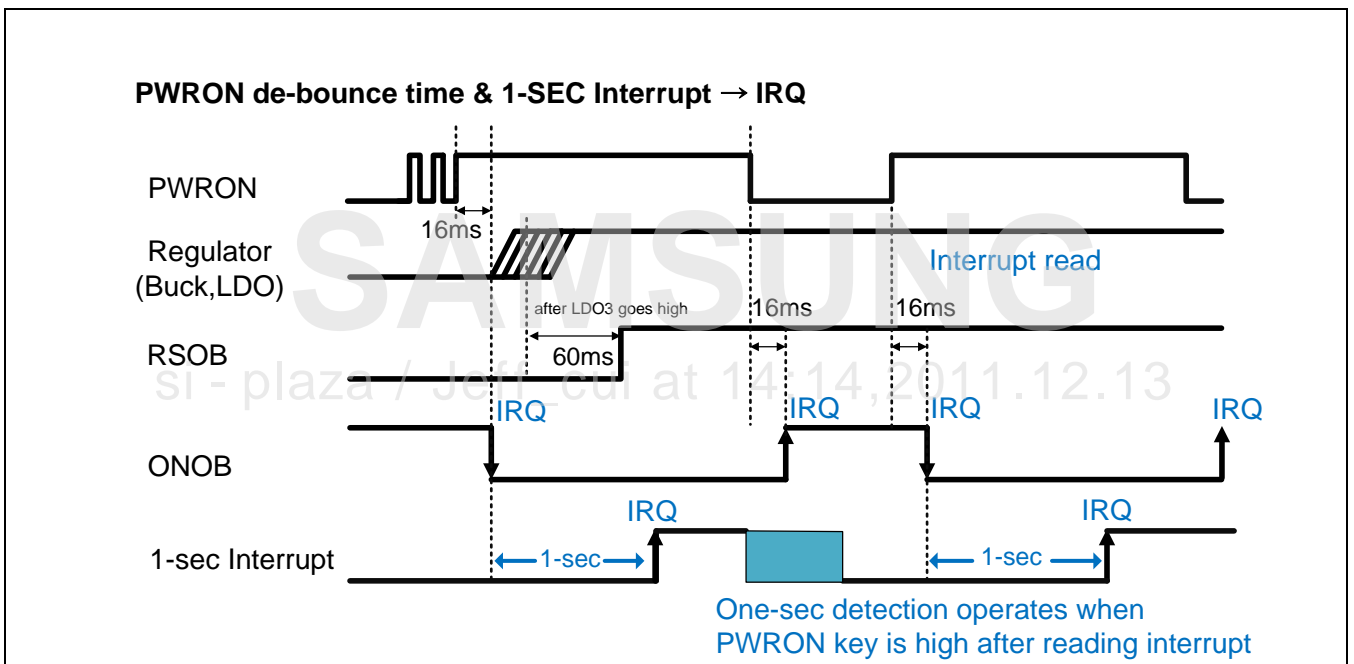 PWRON de-bounce time & 1-SEC Interrupt → IRQ
PWRON
16ms
Regulator
(Buck,LDO)
Interrupt read
SAMSUNG
after LDO3 goes high
16ms
16ms
RSOB
60ms
si - plaza / Jeff_cui at 14:14,2011.12.13
IRQ
IRQ
IRQ
IRQ
ONOB
IRQ
IRQ
1-sec Interrupt
1-sec
1-sec
One-sec detection operates when
PWRON key is high after reading interrupt